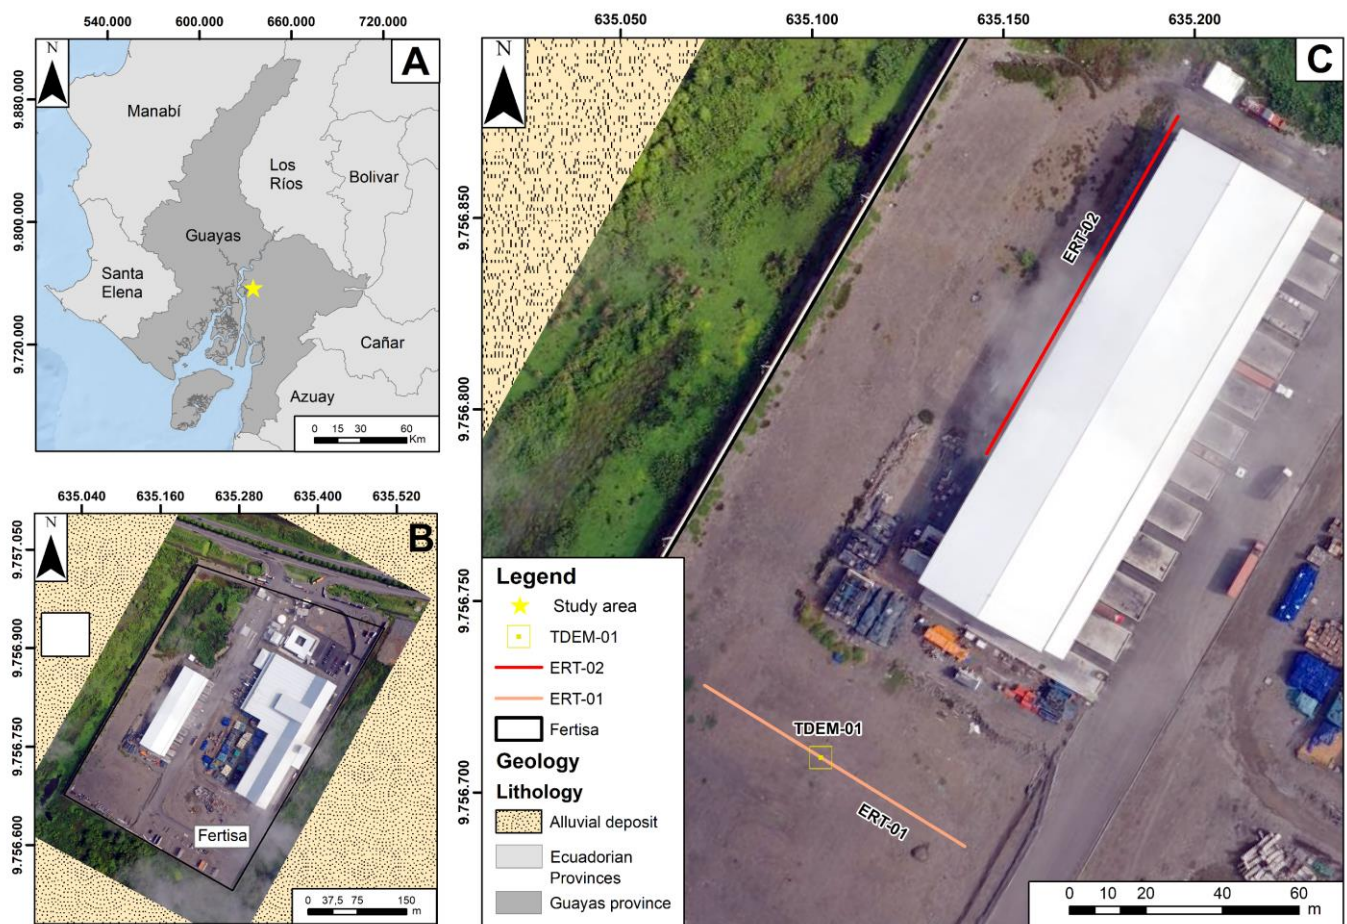 540.000
600.000
660.000
720.000
N
A
9.880.000
9.800.000
9.720.000
Manabí
Los
Ríos
Bolivar
Guayas
Santa
Elena
Cañar
Azuay
0 15 30 60
Km
635.040
635.160
635.280
635.400
635.520
N
B
9.757.050
9.756.900
9.756.750
9.756.600
Fertisa
0 37,5 75 150
m
635.050
635.100
635.150
635.200
N
C
9.756.850
9.756.800
9.756.750
9.756.700
ERT-02
TDEM-01
ERT-01
Legend
Study area
TDEM-01
ERT-02
ERT-01
Fertisa
Geology
Lithology
Alluvial deposit
Ecuadorian
Provinces
Guayas province
0 10 20 40 60
m